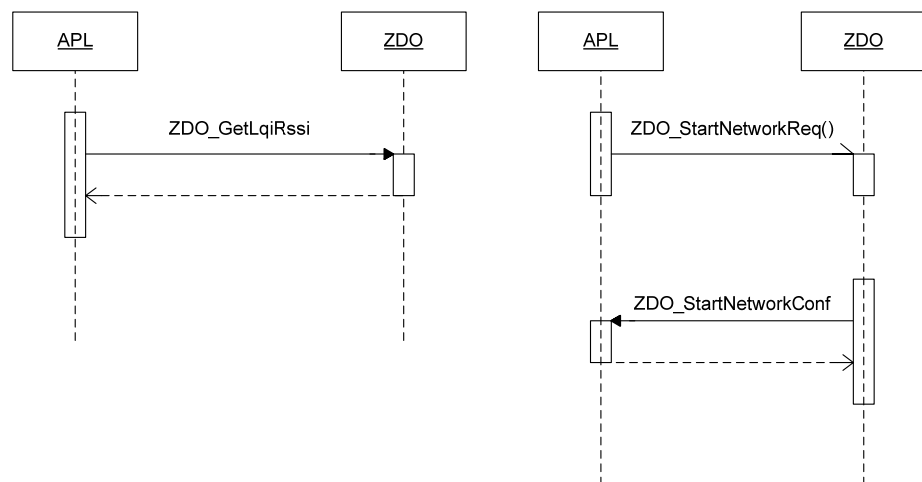 APL
ZDO
APL
ZDO
ZDO_GetLqiRssi
ZDO_StartNetworkReq()
ZDO_StartNetworkConf